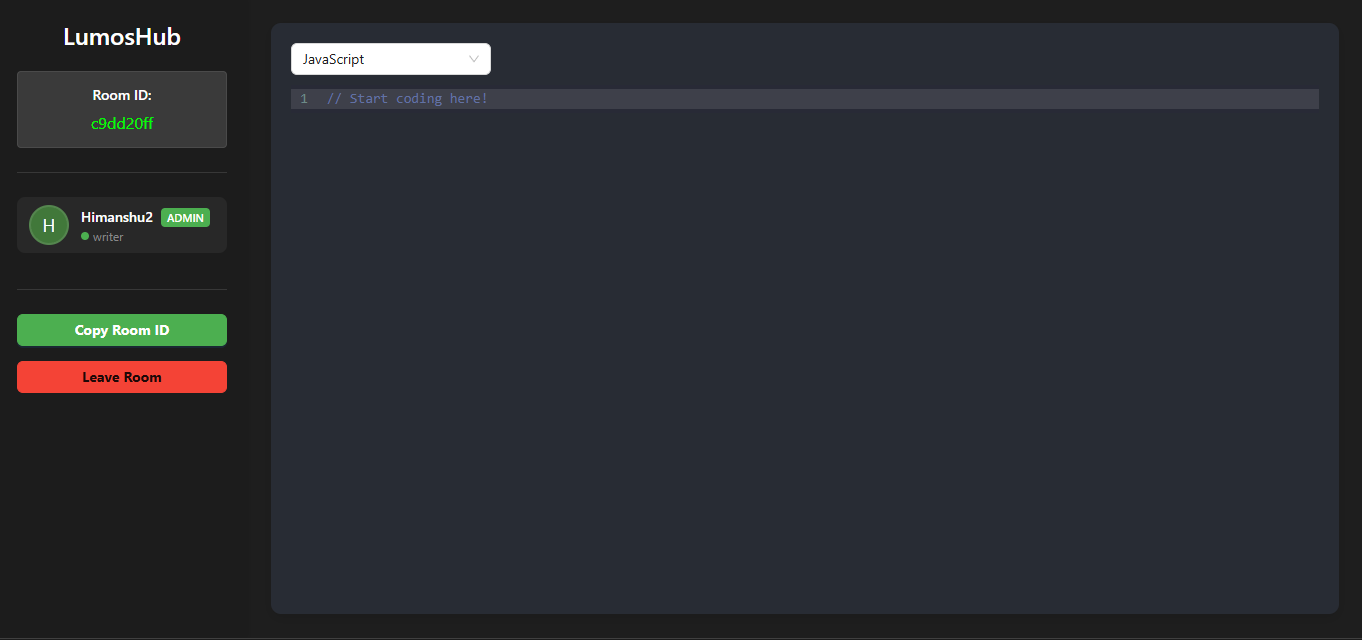 LumosHub
Room ID:
c9dd20ff
H
Himanshu2 ADMIN
writer
Copy Room ID
Leave Room
JavaScript
1 // Start coding here!